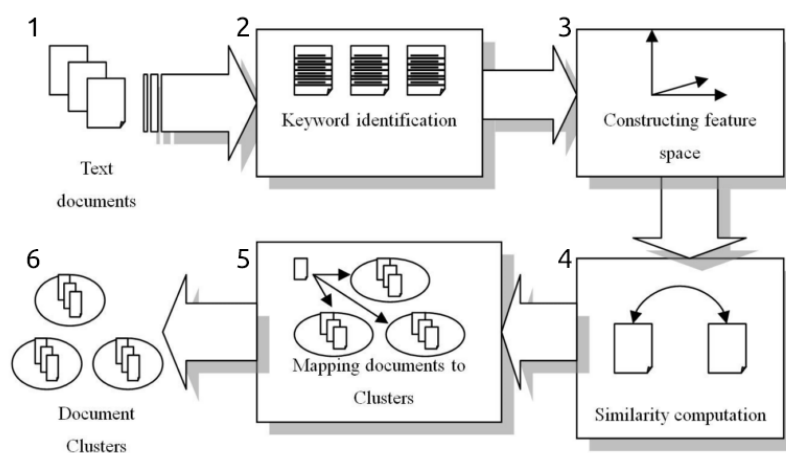 1
Text
documents
2
Keyword identification
3
Constructing feature
space
4
Similarity computation
5
Mapping documents to
Clusters
6
Document
Clusters